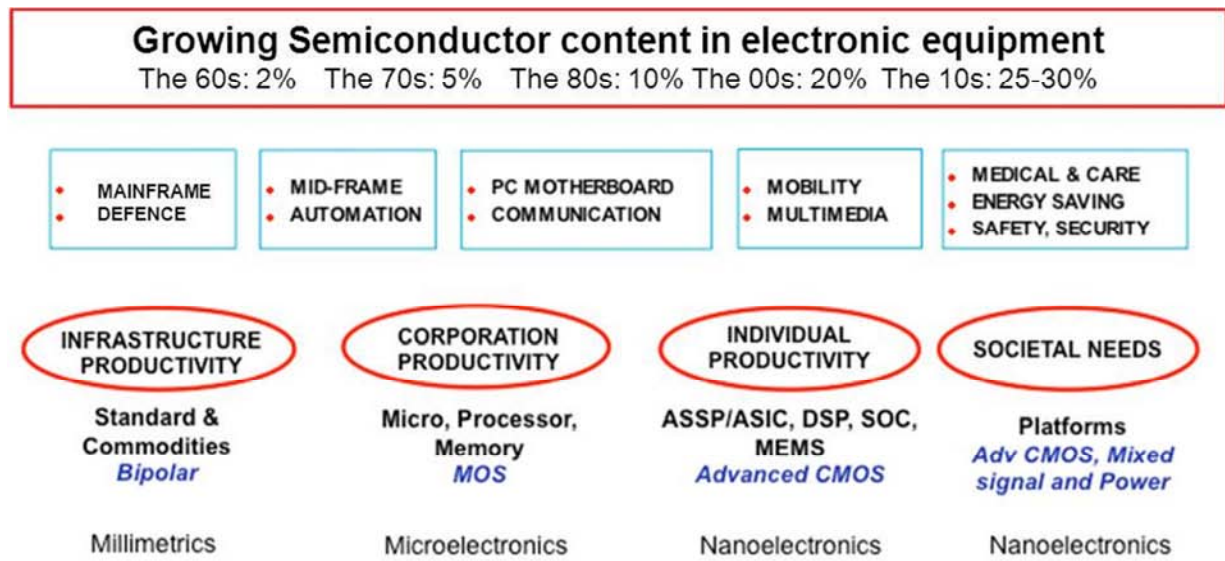 Growing Semiconductor content in electronic equipment
The 60s: 2% The 70s: 5% The 80s: 10% The 00s: 20% The 10s: 25-30%
MAINFRAME
DEFENCE
MID-FRAME
AUTOMATION
PC MOTHERBOARD
COMMUNICATION
MOBILITY
MULTIMEDIA
MEDICAL & CARE
ENERGY SAVING
SAFETY, SECURITY
INFRASTRUCTURE
PRODUCTIVITY
CORPORATION
PRODUCTIVITY
INDIVIDUAL
PRODUCTIVITY
SOCIETAL NEEDS
Standard &
Commodities
Bipolar
Micro, Processor,
Memory
MOS
ASSP/ASIC, DSP, SOC,
MEMS
Advanced CMOS
Platforms
Adv CMOS, Mixed
signal and Power
Millimetrics
Microelectronics
Nanoelectronics
Nanoelectronics